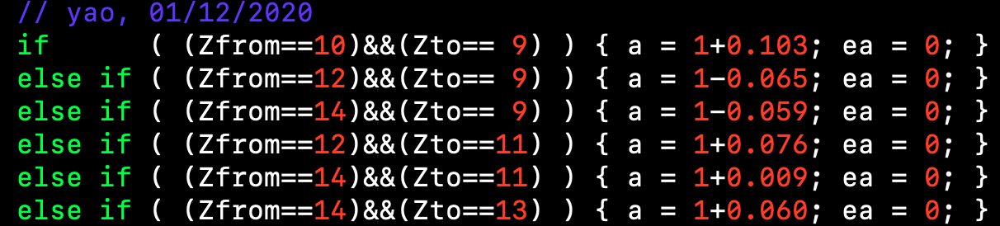 // yao, 01/12/2020
if      ( (Zfrom==10)&&(Zto== 9) ) { a = 1+0.103; ea = 0; }
else if ( (Zfrom==12)&&(Zto== 9) ) { a = 1-0.065; ea = 0; }
else if ( (Zfrom==14)&&(Zto== 9) ) { a = 1-0.059; ea = 0; }
else if ( (Zfrom==12)&&(Zto==11) ) { a = 1+0.076; ea = 0; }
else if ( (Zfrom==14)&&(Zto==11) ) { a = 1+0.009; ea = 0; }
else if ( (Zfrom==14)&&(Zto==13) ) { a = 1+0.060; ea = 0; }